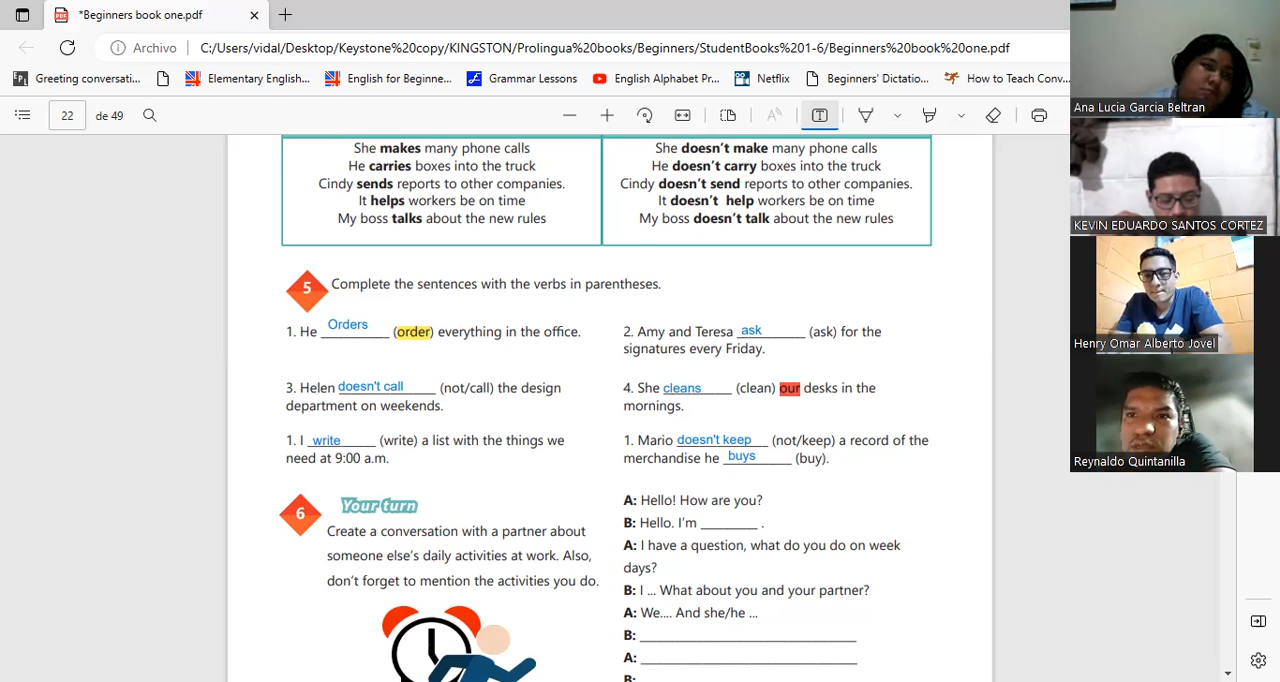 *Beginners book one.pdf
Archivo
C:/Users/vidal/Desktop/Keystone%20copy/KINGSTON/Prolingua%20books/Beginners/StudentBooks%201-6/Beginners%20book%20one.pdf
Greeting conversati...
Elementary English...
English for Beginne...
Grammar Lessons
English Alphabet Pr...
Netflix
Beginners' Dictatio...
How to Teach Conv...
22 de 49
She makes many phone calls
He carries boxes into the truck
Cindy sends reports to other companies.
It helps workers be on time
My boss talks about the new rules
She doesn't make many phone calls
He doesn't carry boxes into the truck
Cindy doesn't send reports to other companies.
It doesn't help workers be on time
My boss doesn't talk about the new rules
5 Complete the sentences with the verbs in parentheses.
1. He Orders (order) everything in the office.
2. Amy and Teresa ask (ask) for the
signatures every Friday.
3. Helen doesn't call (not/call) the design
department on weekends.
4. She cleans (clean) our desks in the
mornings.
1. I write (write) a list with the things we
need at 9:00 a.m.
1. Mario doesn't keep (not/keep) a record of the
merchandise he buys (buy).
6 Your turn
Create a conversation with a partner about
someone else's daily activities at work. Also,
don't forget to mention the activities you do.
A: Hello! How are you?
B: Hello. I'm ________ .
A: I have a question, what do you do on week
days?
B: I ... What about you and your partner?
A: We.... And she/he ...
B: ______________________________
A: ______________________________
B:
Ana Lucia Garcia Beltran
KEVIN EDUARDO SANTOS CORTEZ
Henry Omar Alberto Jovel
Reynaldo Quintanilla